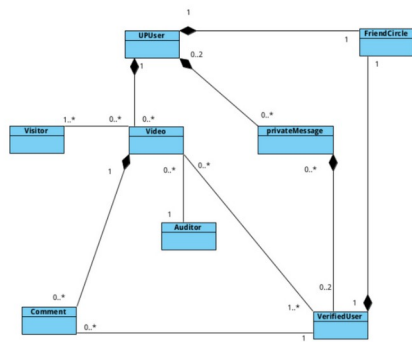 1
UPUser
FriendCircle
1
1
0..2
1
1..*
0..*
0..*
0..*
Visitor
Video
privateMessage
1
0..*
0..*
0..*
1
Auditor
0..*
0..2
1..*
1
Comment
VerifiedUser
0..*
1